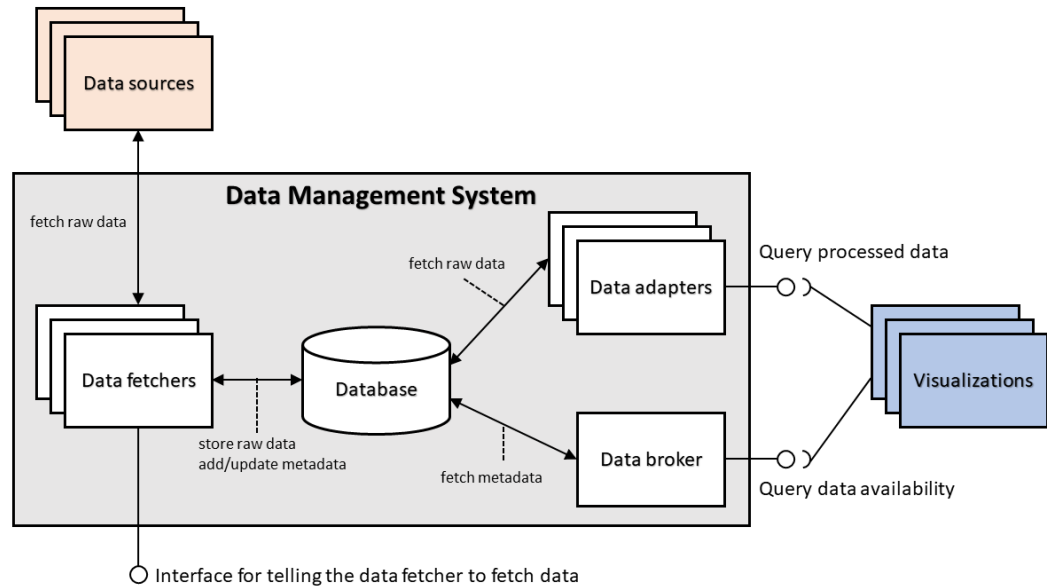 Data sources
Data Management System
fetch raw data
fetch raw data
Query processed data
Data adapters
Data fetchers
Database
Visualizations
store raw data
add/update metadata
fetch metadata
Data broker
Query data availability
Interface for telling the data fetcher to fetch data